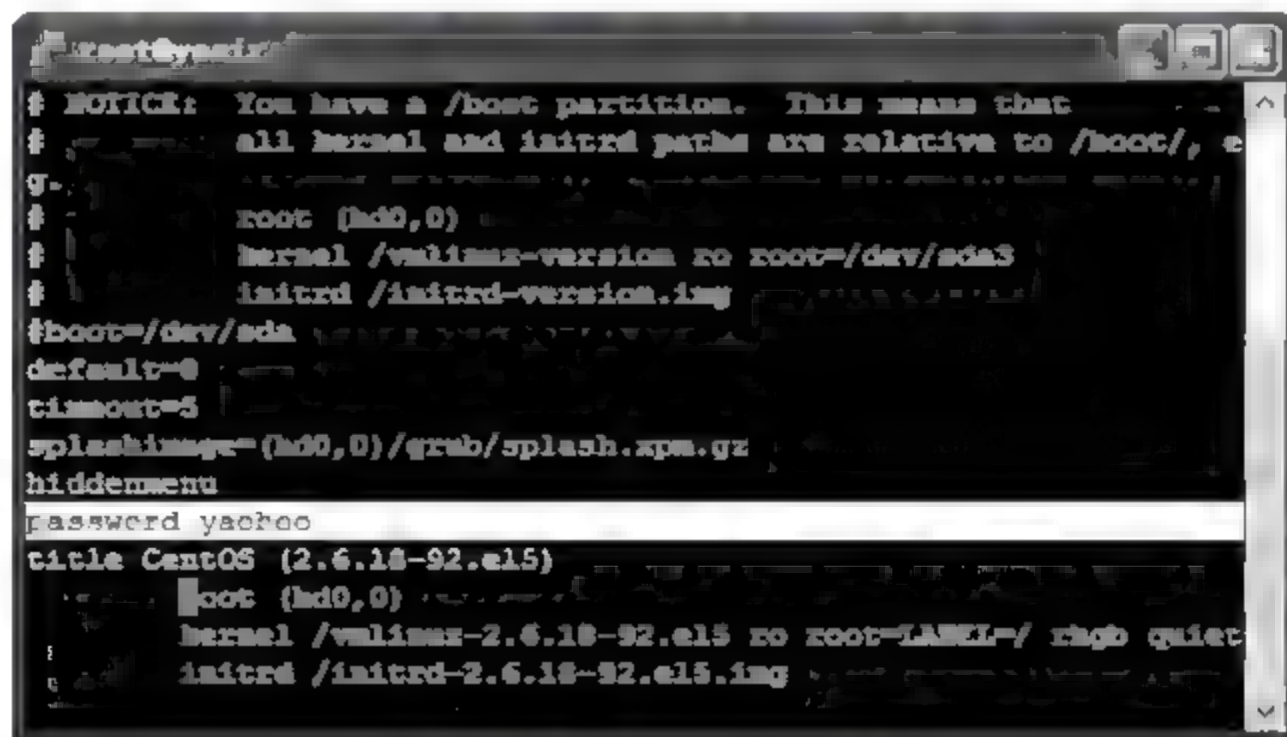 # NOTICE:  You have a /boot partition.  This means that
#          all kernel and initrd paths are relative to /boot/, e
g.
#          root (hd0,0)
#          kernel /vmlinuz-version ro root=/dev/sda3
#          initrd /initrd-version.img
#boot=/dev/sda
default=0
timeout=5
splashimage=(hd0,0)/grub/splash.xpm.gz
hiddenmenu
password yaohoo
title CentOS (2.6.18-92.el5)
        root (hd0,0)
        kernel /vmlinuz-2.6.18-92.el5 ro root=LABEL=/ rhgb quiet
        initrd /initrd-2.6.18-92.el5.img